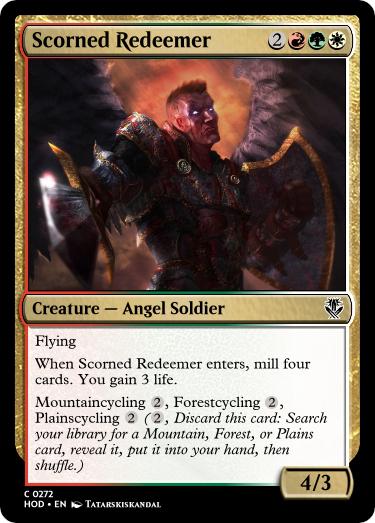 Scorned Redeemer 2
Creature — Angel Soldier
Flying
When Scorned Redeemer enters, mill four
cards. You gain 3 life.
Mountaincycling 2, Forestcycling 2,
Plainscycling 2 (2, Discard this card: Search
your library for a Mountain, Forest, or Plains
card, reveal it, put it into your hand, then
shuffle.)
4/3
C 0272
HOD • EN TATARSKISKANDAL